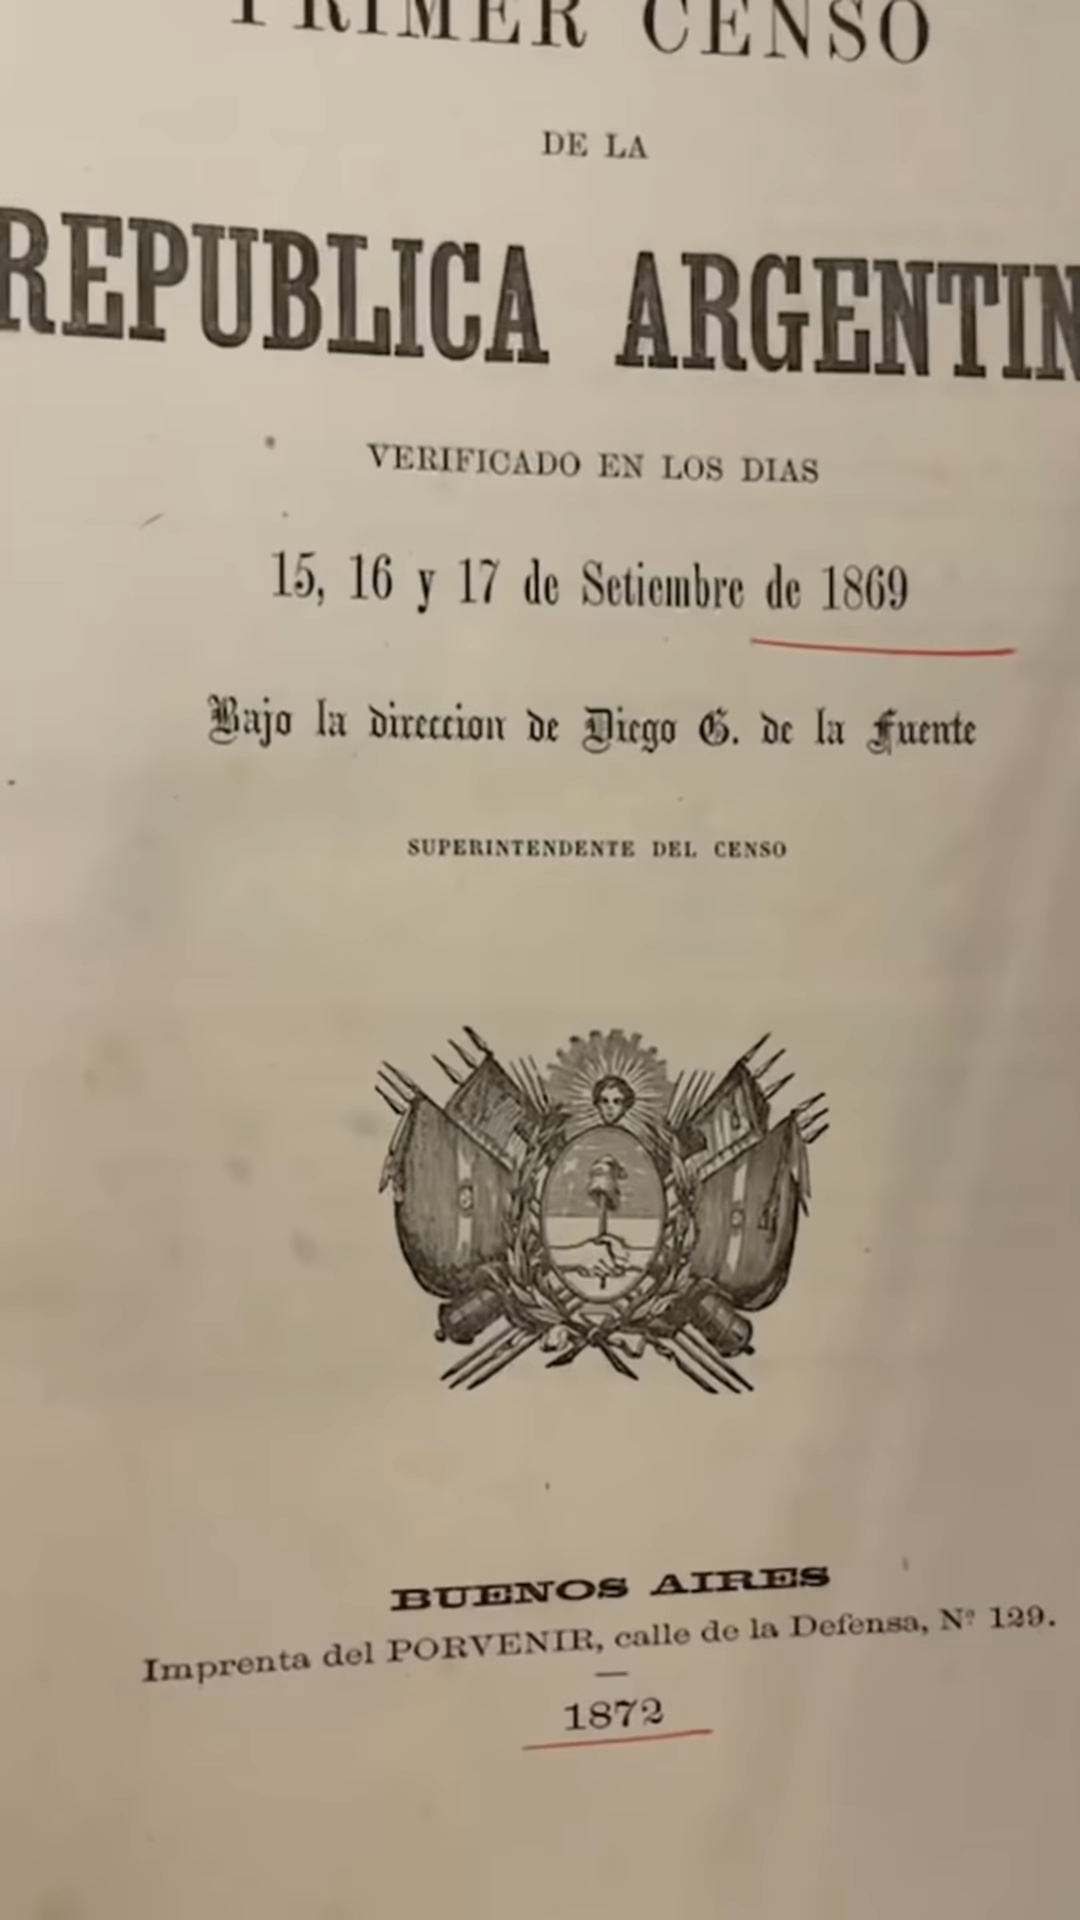 PRIMER CENSO
DE LA
REPUBLICA ARGENTIN
VERIFICADO EN LOS DIAS
15, 16 y 17 de Setiembre de 1869
Bajo la direccion de Diego G. de la Fuente
SUPERINTENDENTE DEL CENSO
BUENOS AIRES
Imprenta del PORVENIR, calle de la Defensa, Nº 129.
—
1872